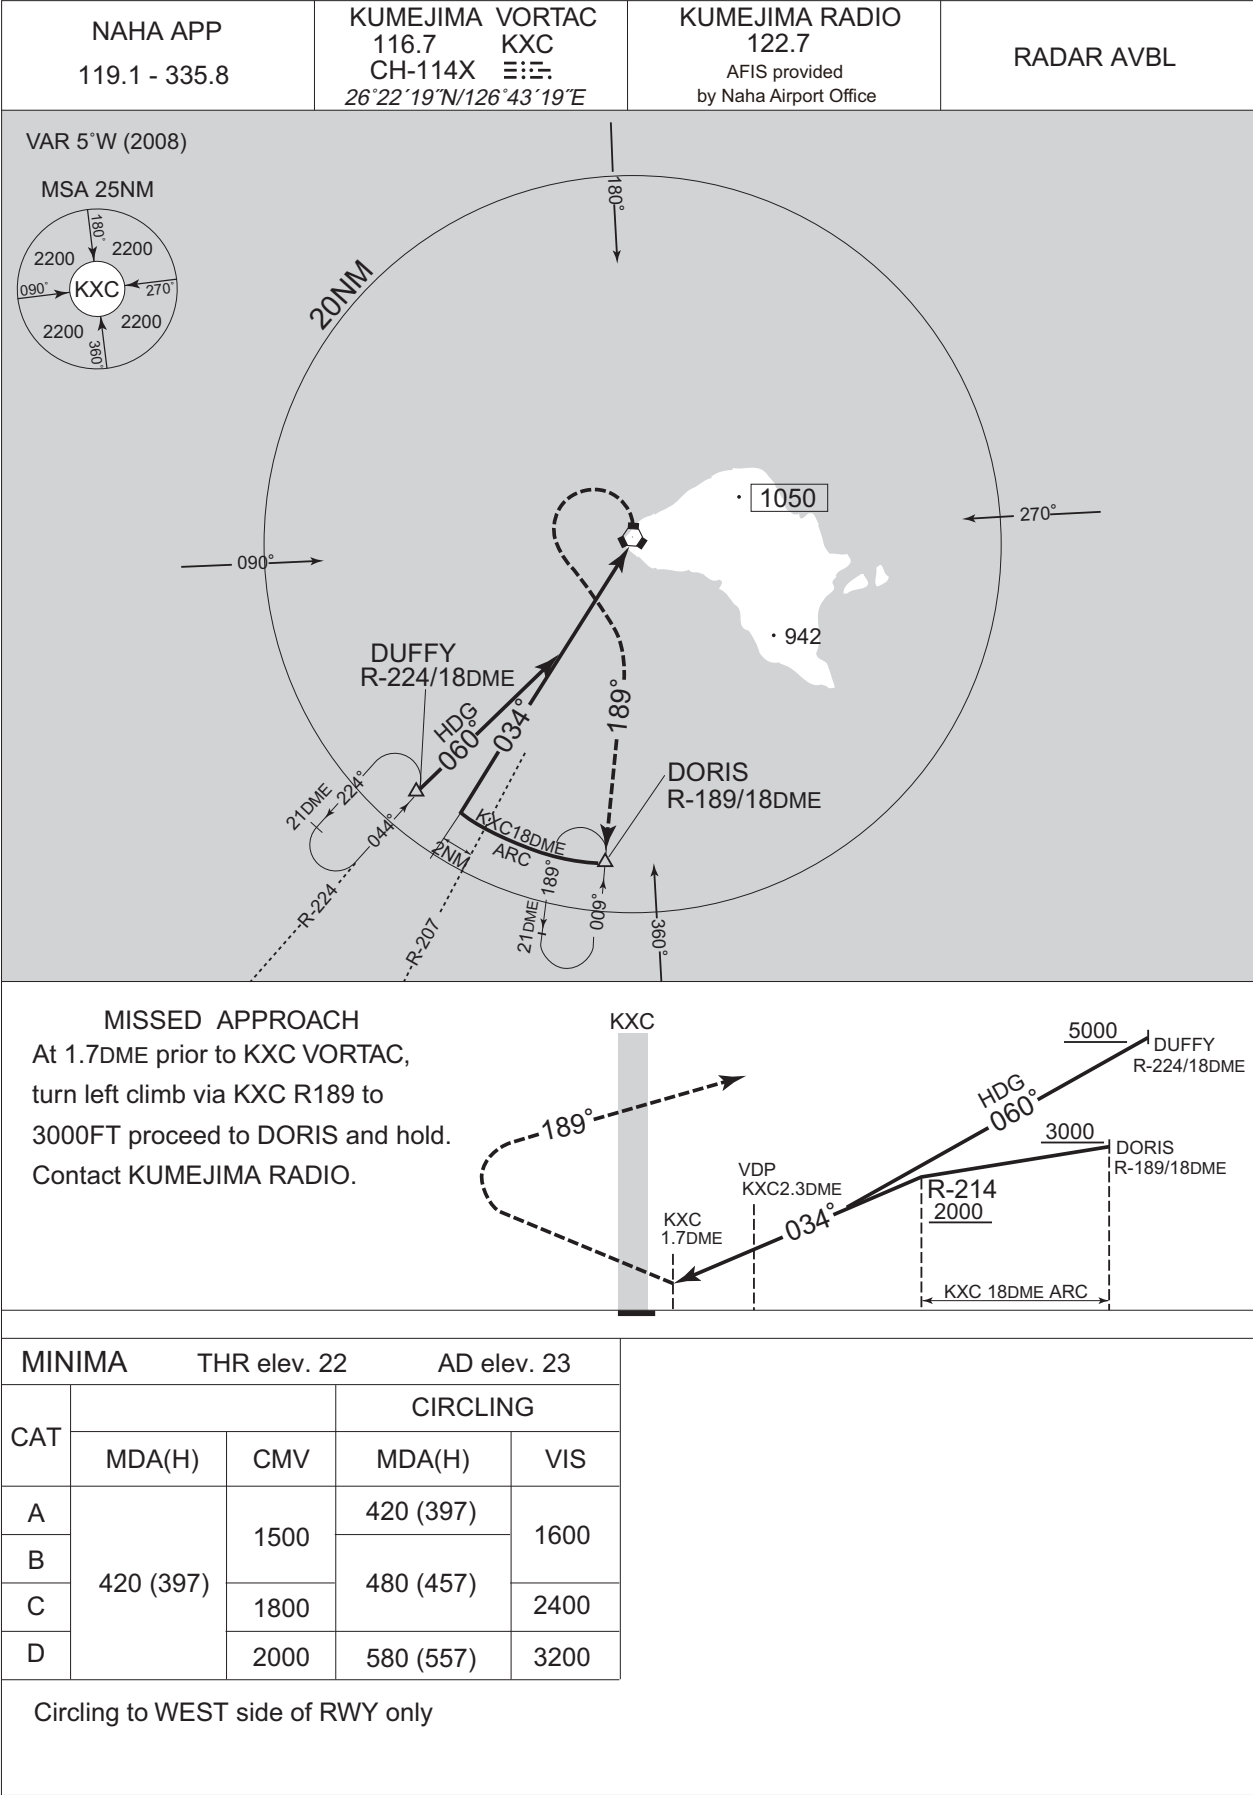 NAHA APP
119.1 - 335.8
KUMEJIMA VORTAC
116.7 KXC
CH-114X
26°22´19˝N/126°43´19˝E
KUMEJIMA RADIO
122.7
AFIS provided
by Naha Airport Office
RADAR AVBL
VAR 5°W (2008)
MSA 25NM
180°
2200
2200
090°
KXC
270°
2200
2200
360°
180°
20NM
1050
270°
090°
942
DUFFY
R-224/18DME
HDG
060°
034°
189°
DORIS
R-189/18DME
21DME
224°
044°
KXC18DME
ARC
2NM
R-224
R-207
21DME
189°
009°
360°
MISSED APPROACH
At 1.7DME prior to KXC VORTAC,
turn left climb via KXC R189 to
3000FT proceed to DORIS and hold.
Contact KUMEJIMA RADIO.
KXC
189°
5000
DUFFY
R-224/18DME
HDG
060°
3000
DORIS
R-189/18DME
VDP
KXC2.3DME
R-214
2000
034°
KXC
1.7DME
KXC 18DME ARC
MINIMA THR elev. 22 AD elev. 23
CAT
CIRCLING
MDA(H) CMV MDA(H) VIS
A
420 (397)
1500
1600
B
420 (397)
480 (457)
C
1800
2400
D
2000
580 (557)
3200
Circling to WEST side of RWY only